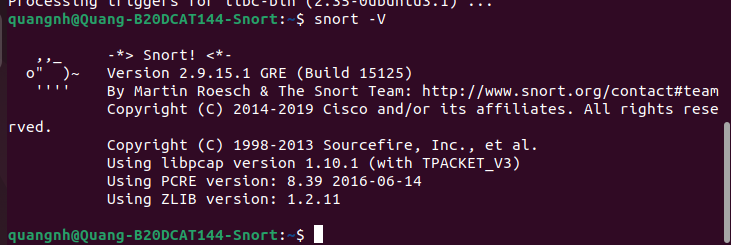 Processing triggers for libc-bin (2.35-0ubuntu3.1) ...
quangnh@Quang-B20DCAT144-Snort:~$ snort -V

   ,,_     -*> Snort! <*-
  o"  )~   Version 2.9.15.1 GRE (Build 15125)
   ''''    By Martin Roesch & The Snort Team: http://www.snort.org/contact#team
           Copyright (C) 2014-2019 Cisco and/or its affiliates. All rights rese
rved.
           Copyright (C) 1998-2013 Sourcefire, Inc., et al.
           Using libpcap version 1.10.1 (with TPACKET_V3)
           Using PCRE version: 8.39 2016-06-14
           Using ZLIB version: 1.2.11

quangnh@Quang-B20DCAT144-Snort:~$